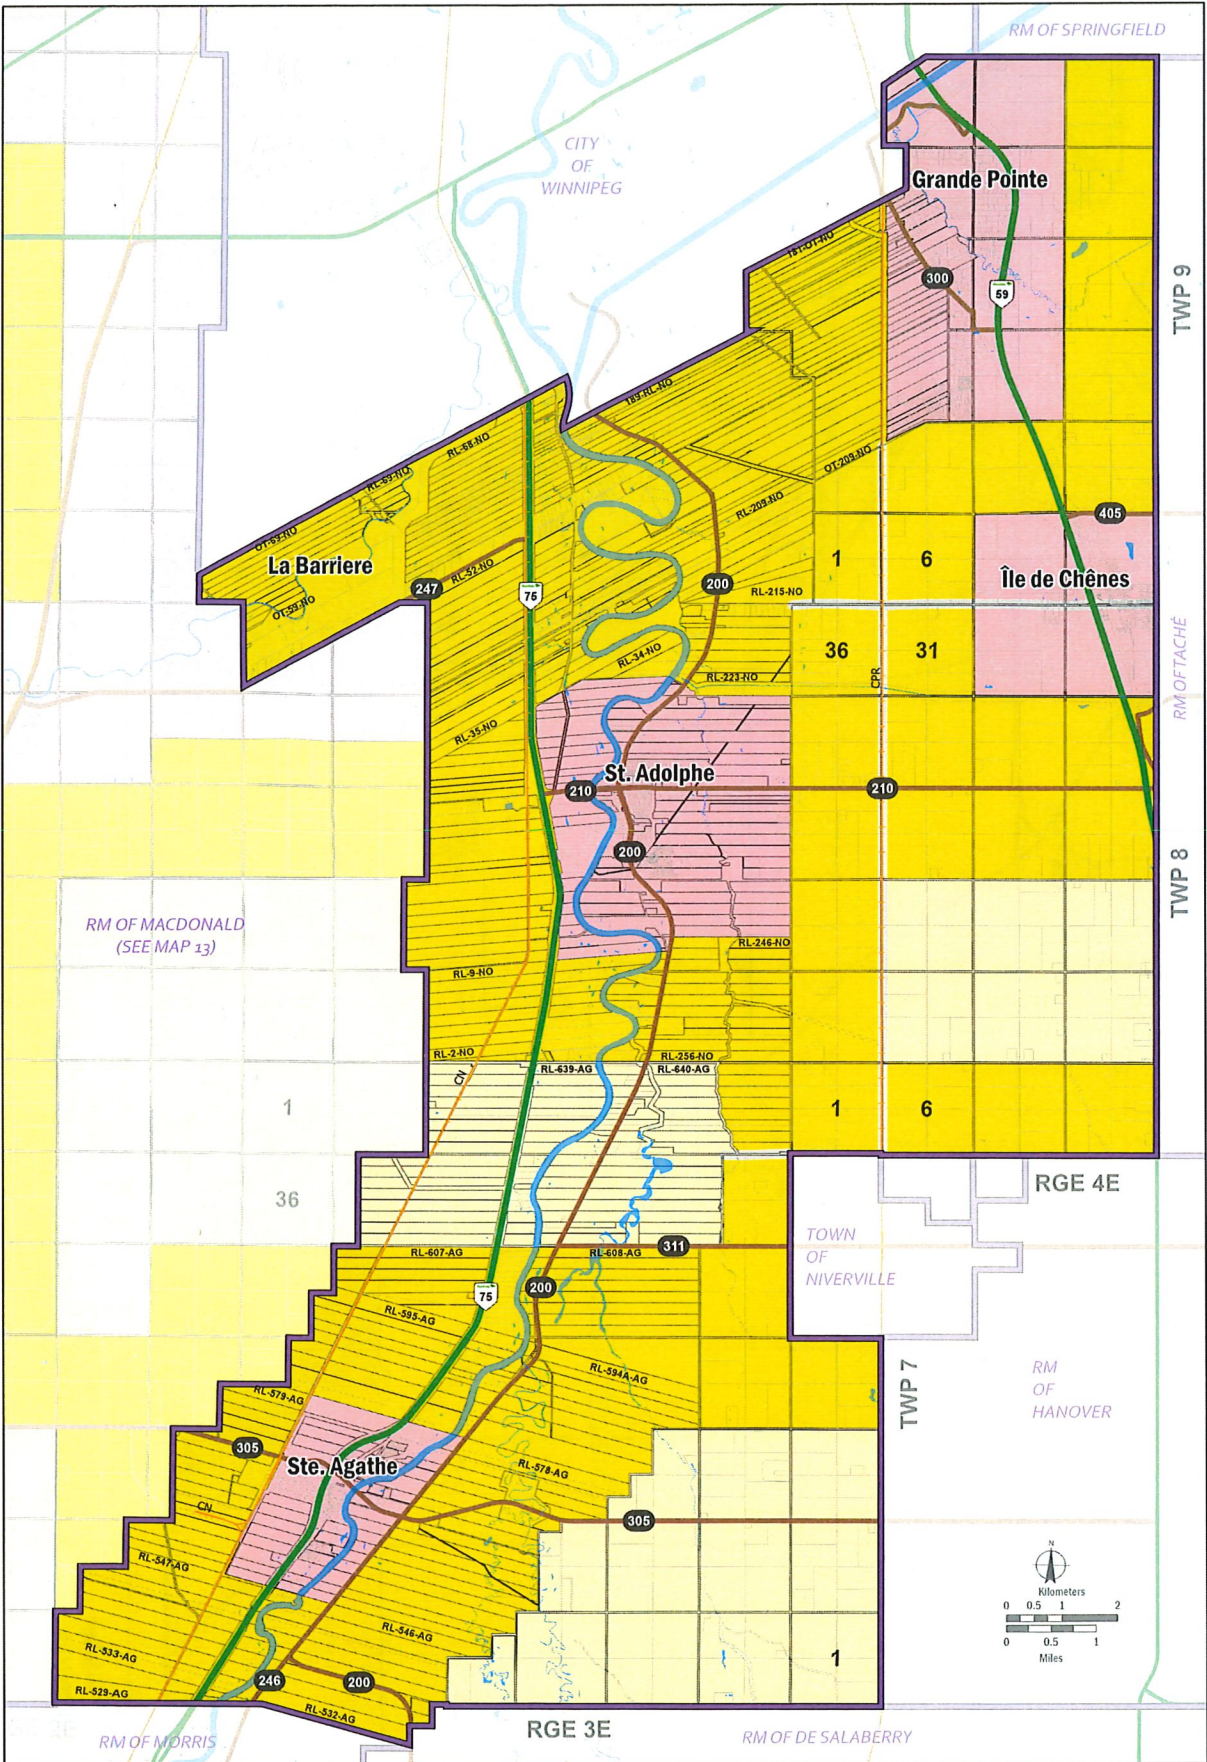 RM OF SPRINGFIELD
CITY
OF
WINNIPEG
Grande Pointe
151-OT-NO
300
59
TWP 9
189-RL-NO
RL-68-NO
RL-69-NO
OT-209-NO
RL-209-NO
405
OT-69-NO
La Barriere
247
RL-52-NO
OT-59-NO
75
200
RL-215-NO
1
6
Île de Chênes
36
31
RL-34-NO
RL-223-NO
CPR
RM OF TACHÉ
RL-35-NO
St. Adolphe
210
210
200
TWP 8
RM OF MACDONALD
(SEE MAP 13)
RL-246-NO
RL-9-NO
RL-2-NO
CN
RL-256-NO
RL-639-AG
RL-640-AG
1
1
6
36
RGE 4E
TOWN
OF
NIVERVILLE
RL-607-AG
RL-608-AG
311
75
200
RL-595-AG
RL-594A-AG
TWP 7
RM
OF
HANOVER
RL-579-AG
305
Ste. Agathe
RL-578-AG
CN
305
RL-547-AG
N
Kilometers
0 0.5 1 2
0 0.5 1
Miles
RL-546-AG
RL-533-AG
1
246
200
RL-529-AG
RL-532-AG
RGE 3E
RM OF MORRIS
RM OF DE SALABERRY